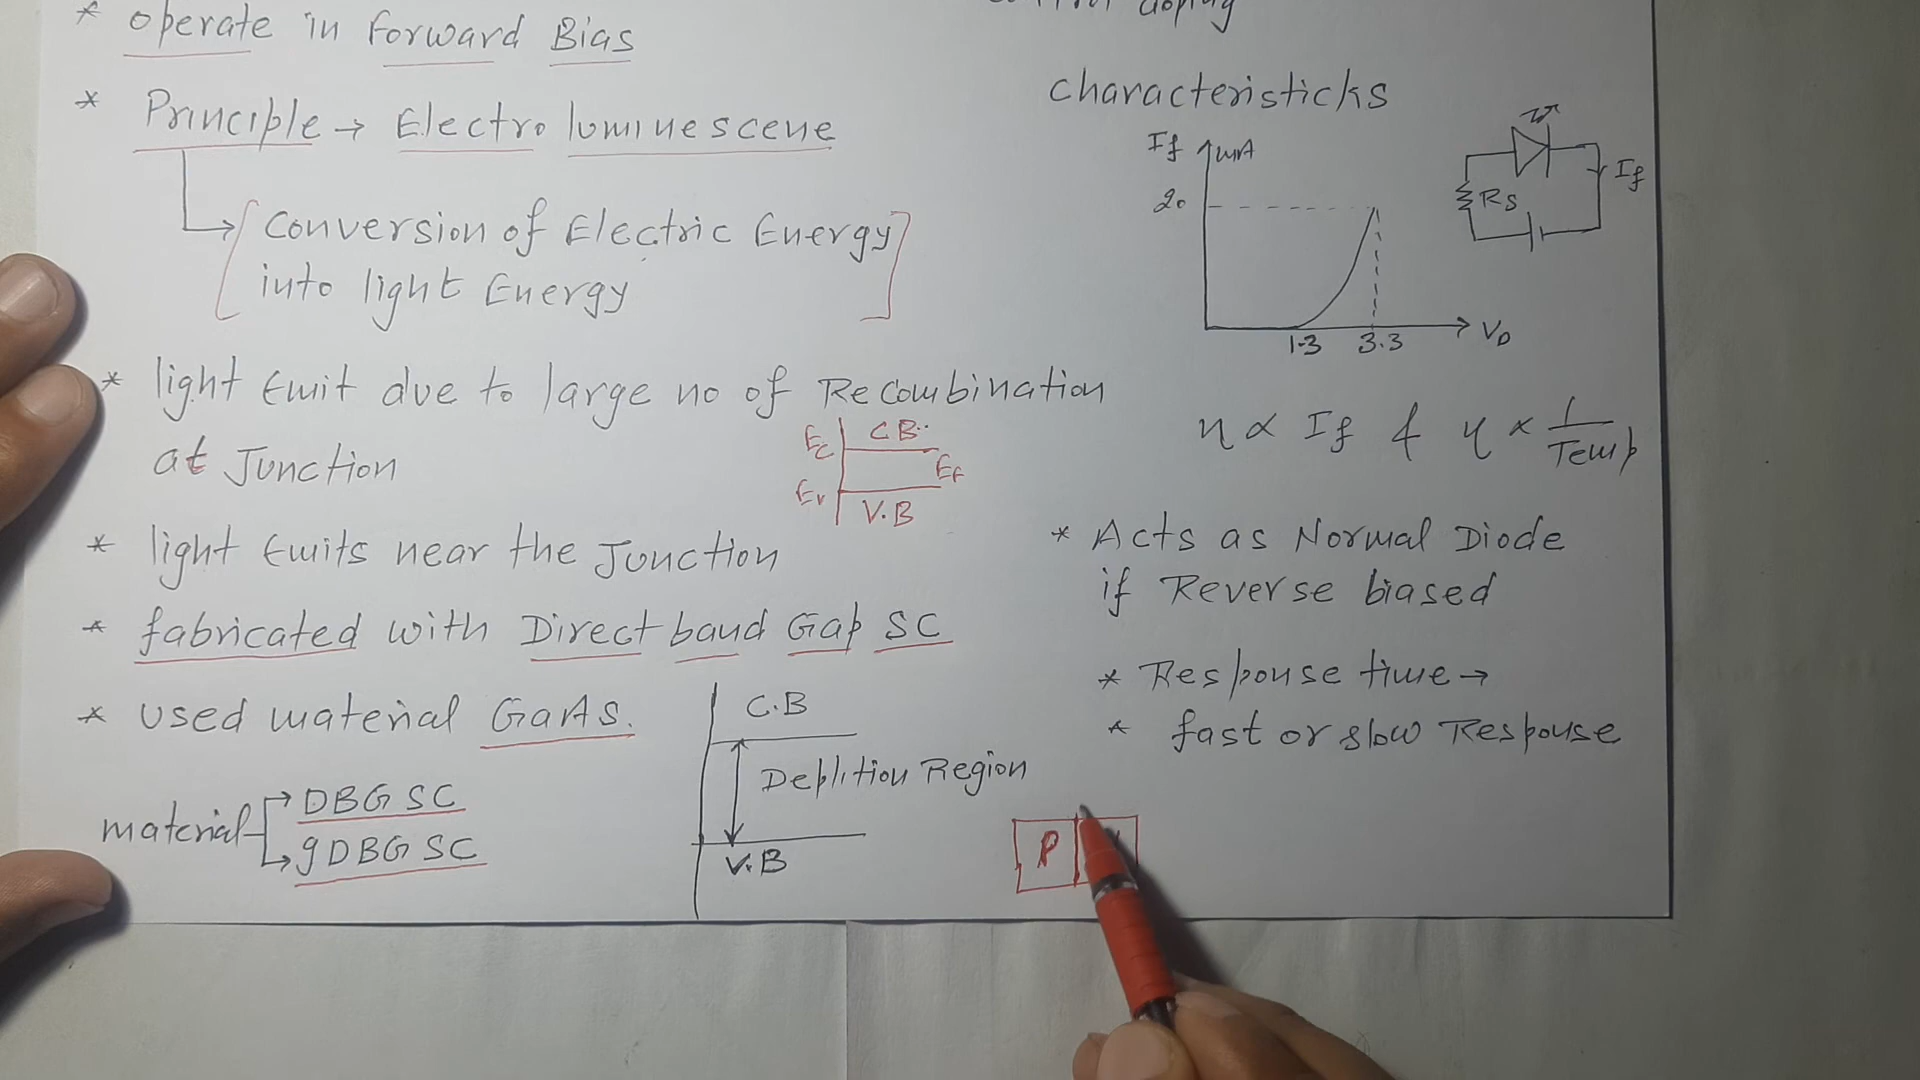 * operate in forward Bias
* Principle → Electro luminescene
Conversion of Electric Energy
into light Energy
* light Emit due to large no of Recombination
at Junction
Ec C.B..
Ef
Ev V.B
* light Emits near the Junction
* fabricated with Direct band Gap SC
* used material GaAs.
material → DBG SC
→ gDBG SC
C.B
Deplition Region
V.B
doping
characteristicks
If mA
20
1.3 3.3 VD
RS If
η ∝ If & η ∝ 1/Temp
* Acts as Normal Diode
if Reverse biased
* Response time →
* fast or slow Response
P